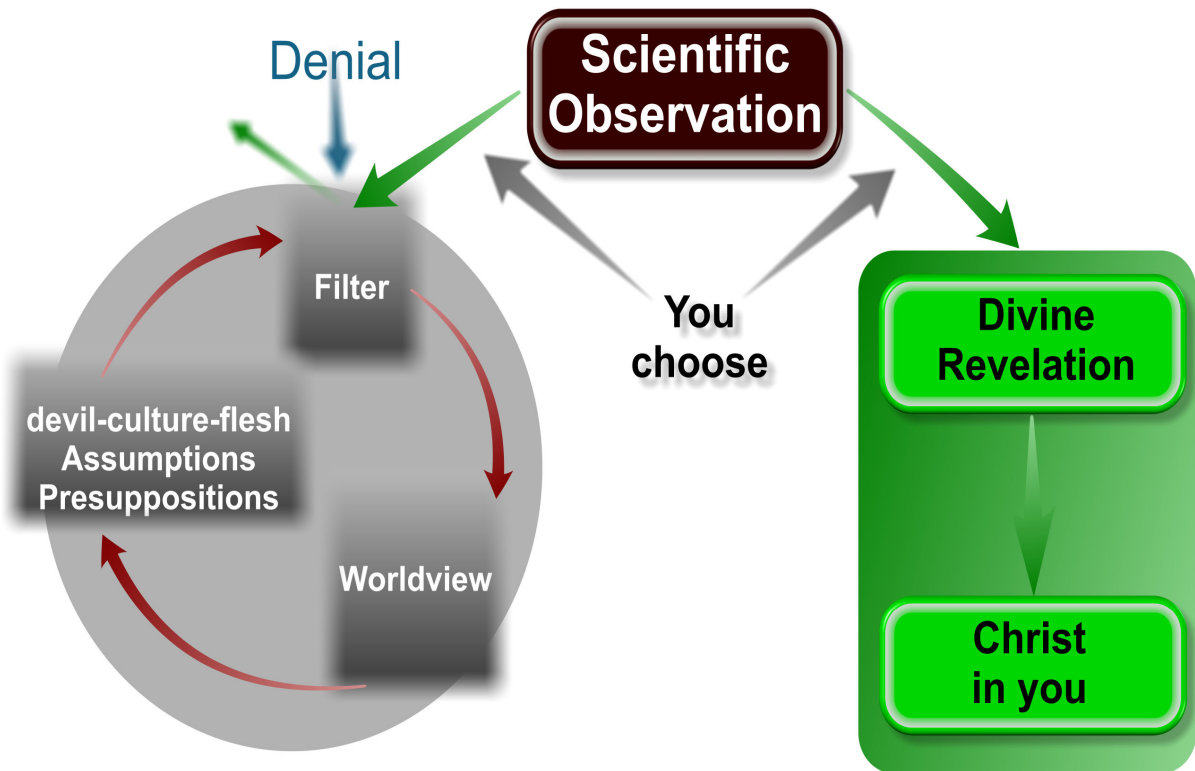 Denial
Scientific
Observation
Filter
You
choose
Divine
Revelation
devil-culture-flesh
Assumptions
Presuppositions
Worldview
Christ
in you